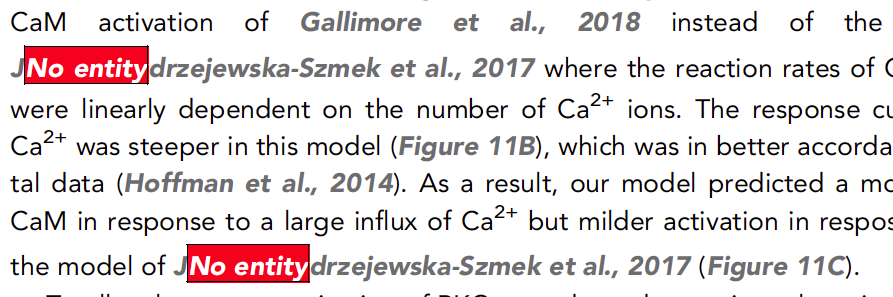 CaM activation of Gallimore et al., 2018 instead of the
JNo entitydrzejewska-Szmek et al., 2017 where the reaction rates of
were linearly dependent on the number of Ca2+ ions. The response
Ca2+ was steeper in this model (Figure 11B), which was in better
tal data (Hoffman et al., 2014). As a result, our model predicted a
CaM in response to a large influx of Ca2+ but milder activation in
the model of JNo entitydrzejewska-Szmek et al., 2017 (Figure 11C).